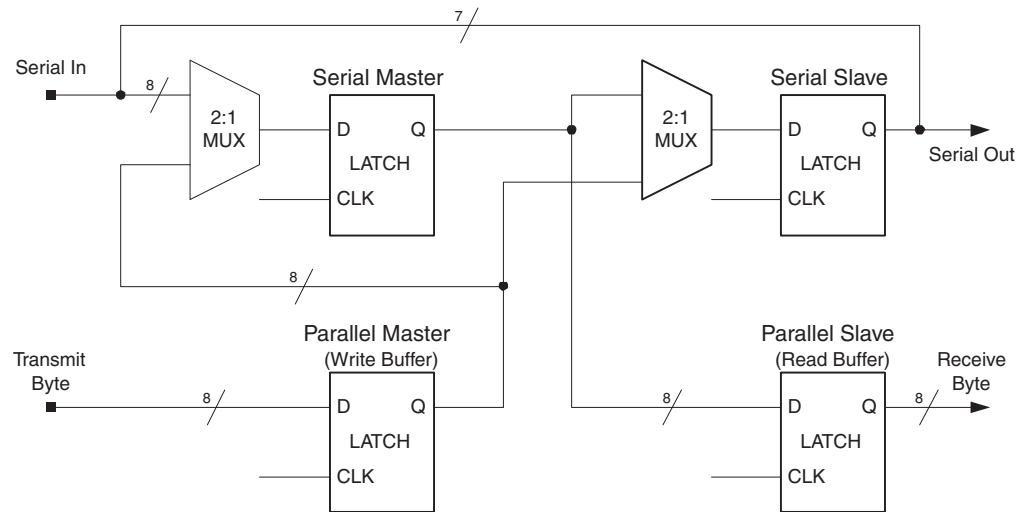 7
Serial In
8
2:1
MUX
Serial Master
D Q
LATCH
CLK
2:1
MUX
Serial Slave
D Q
LATCH
CLK
Serial Out
8
Transmit
Byte
8
Parallel Master
(Write Buffer)
D Q
LATCH
CLK
8
Parallel Slave
(Read Buffer)
D Q
LATCH
CLK
8
Receive
Byte